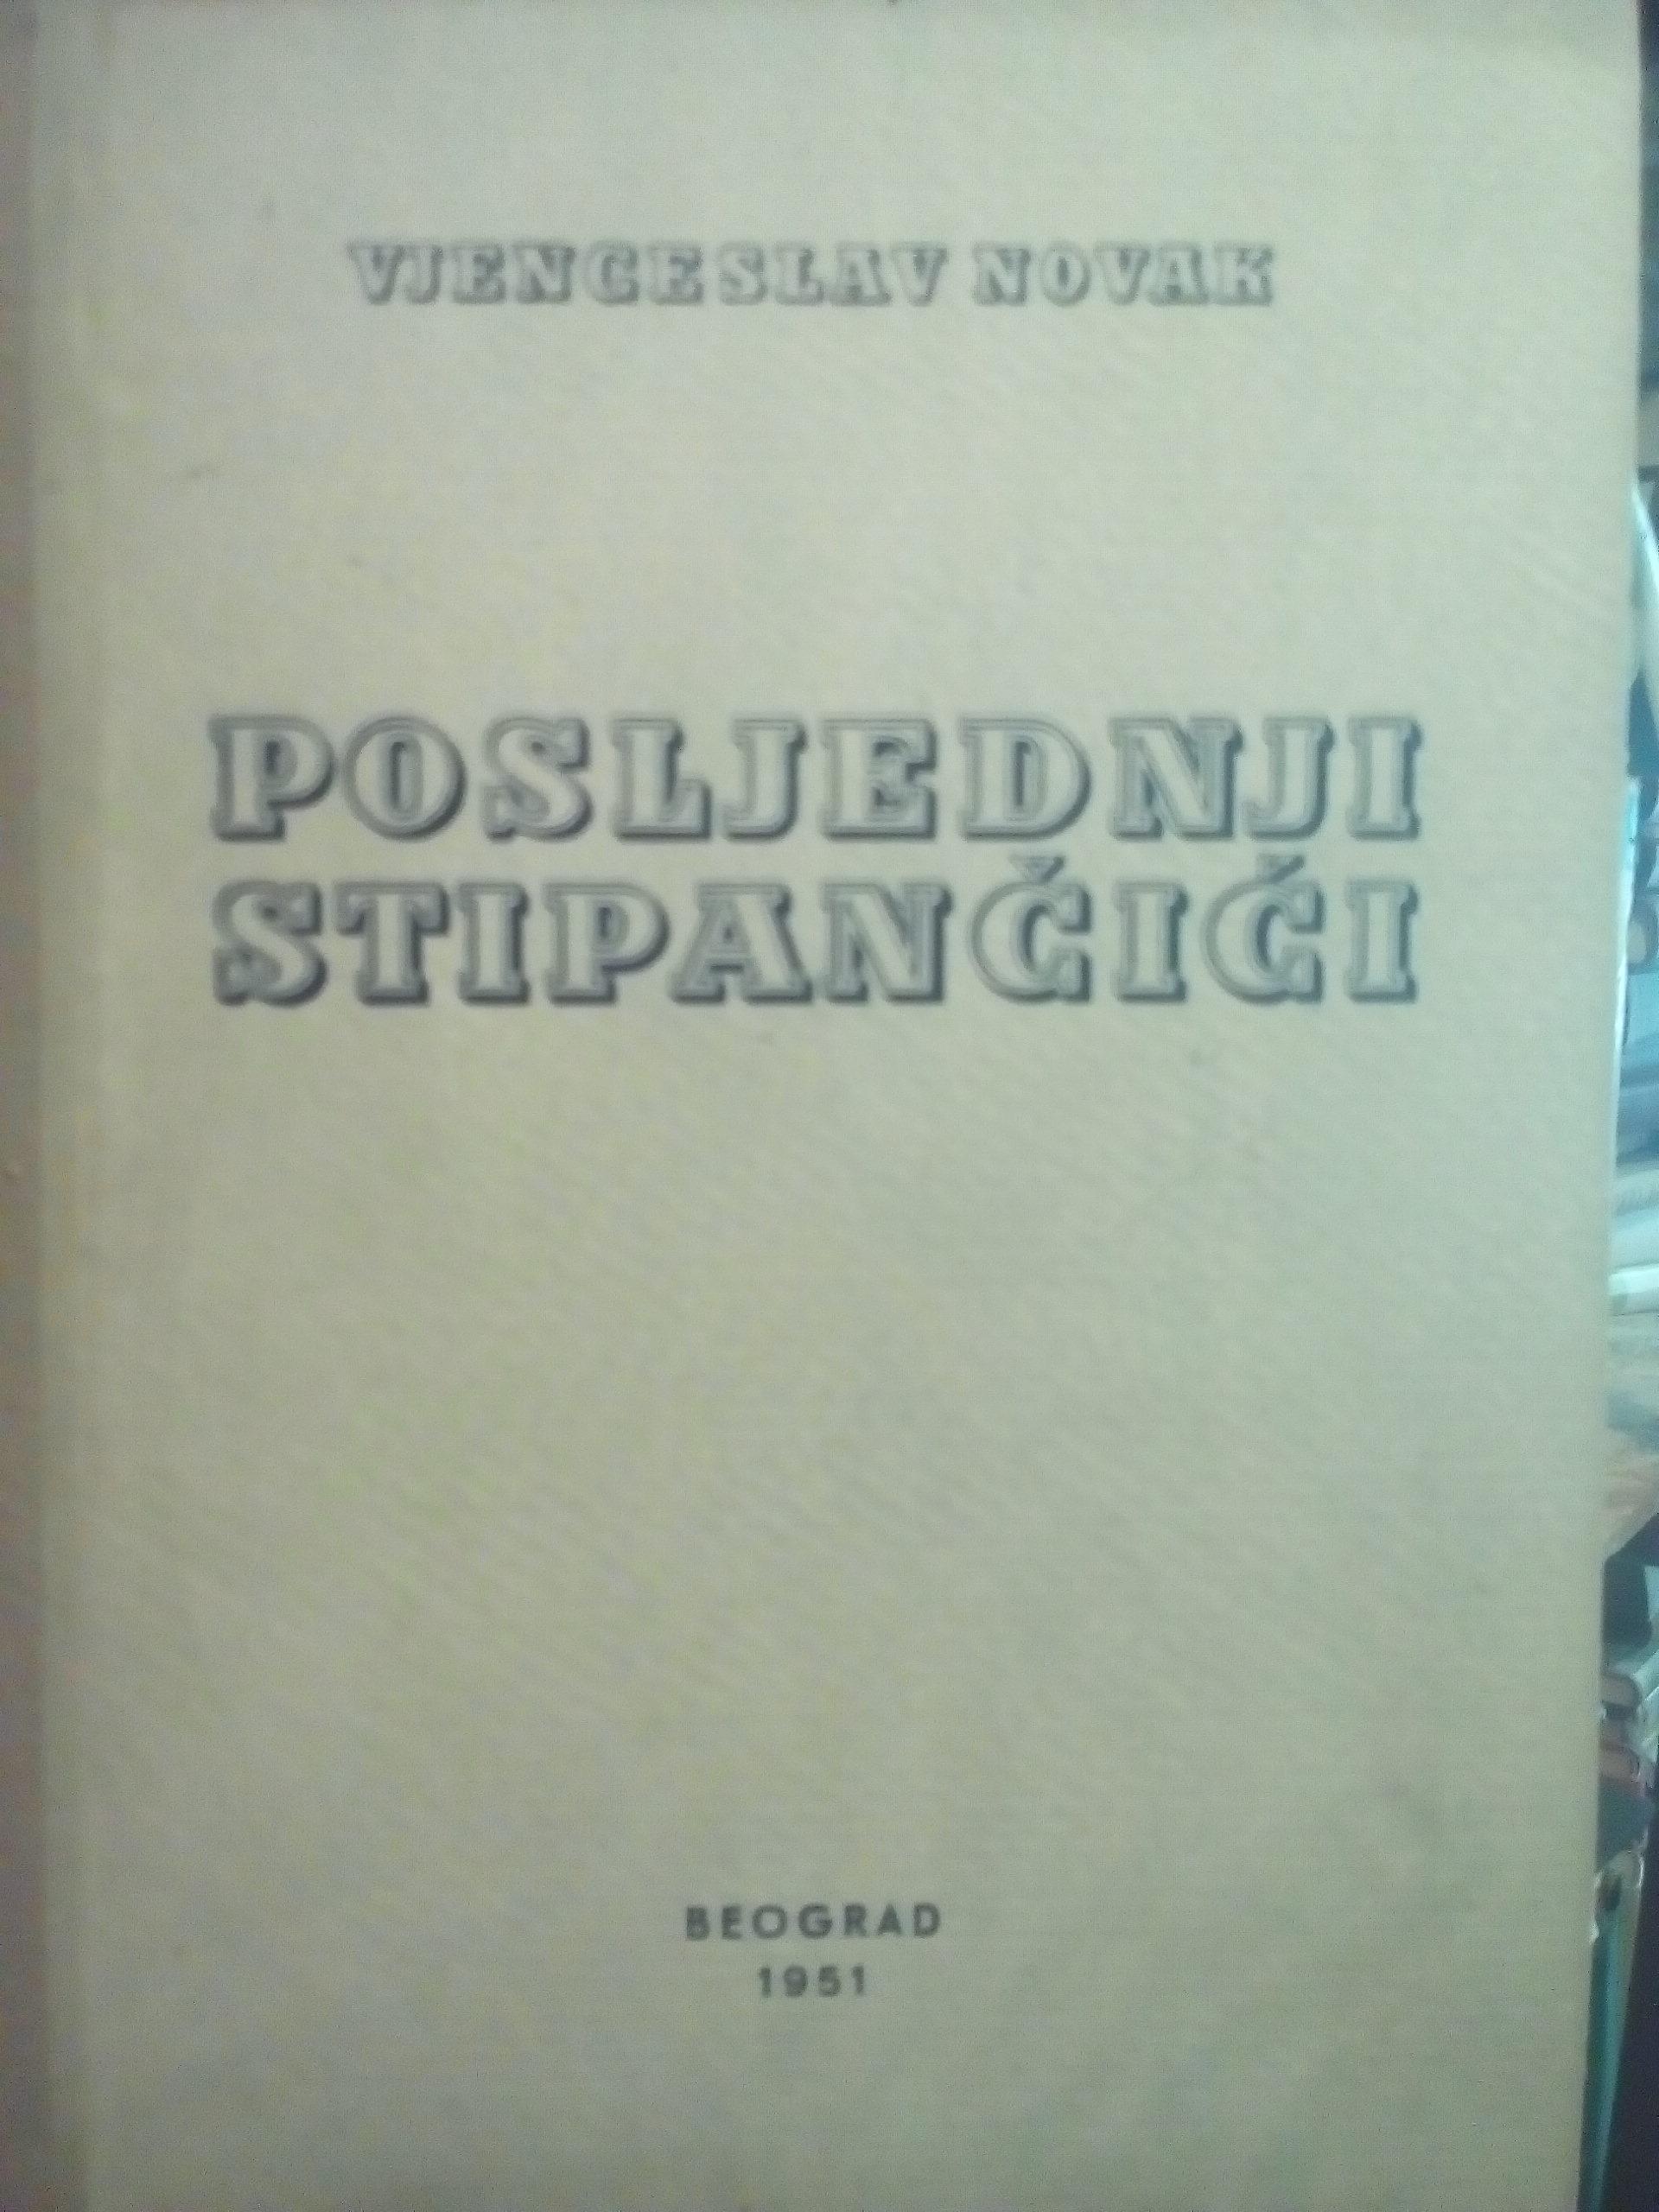 VJENCESLAV NOVAK
POSLJEDNJI
STIPANČIĆI
BEOGRAD
1951